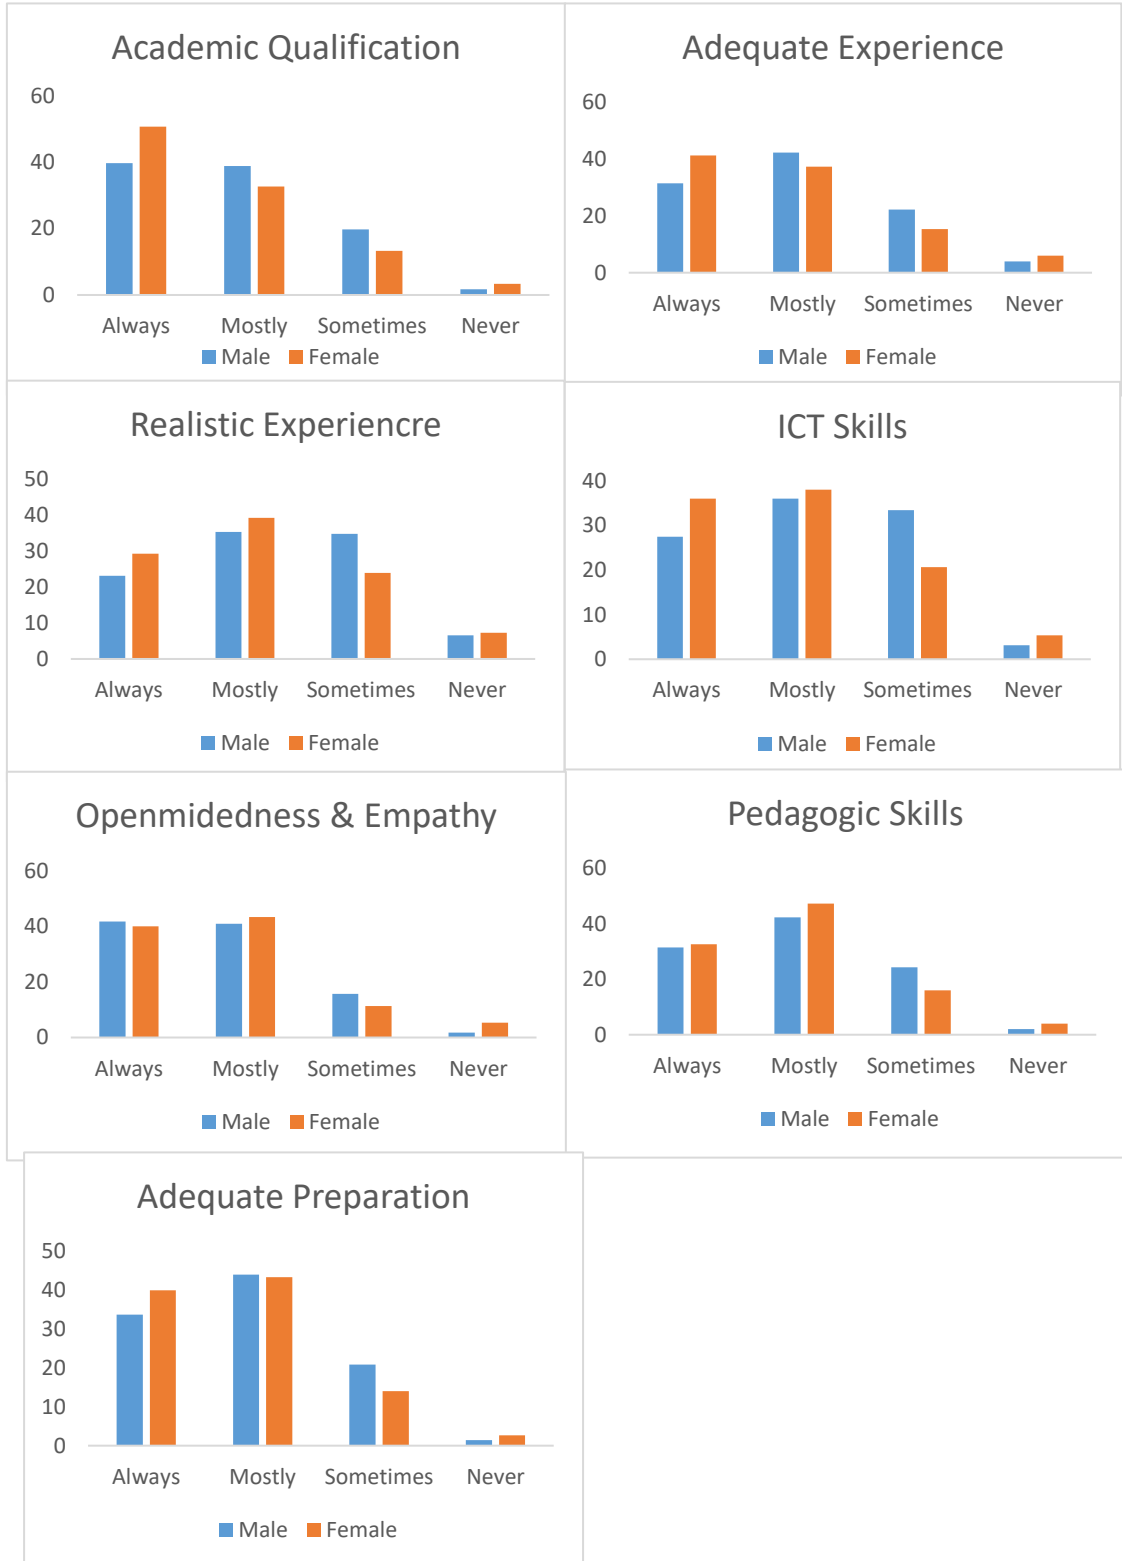 Academic Qualification
60
40
20
0
Always Mostly Sometimes Never
Male Female
Adequate Experience
60
40
20
0
Always Mostly Sometimes Never
Male Female
Realistic Experiencre
50
40
30
20
10
0
Always Mostly Sometimes Never
Male Female
ICT Skills
40
30
20
10
0
Always Mostly Sometimes Never
Male Female
Openmidedness & Empathy
60
40
20
0
Always Mostly Sometimes Never
Male Female
Pedagogic Skills
60
40
20
0
Always Mostly Sometimes Never
Male Female
Adequate Preparation
50
40
30
20
10
0
Always Mostly Sometimes Never
Male Female